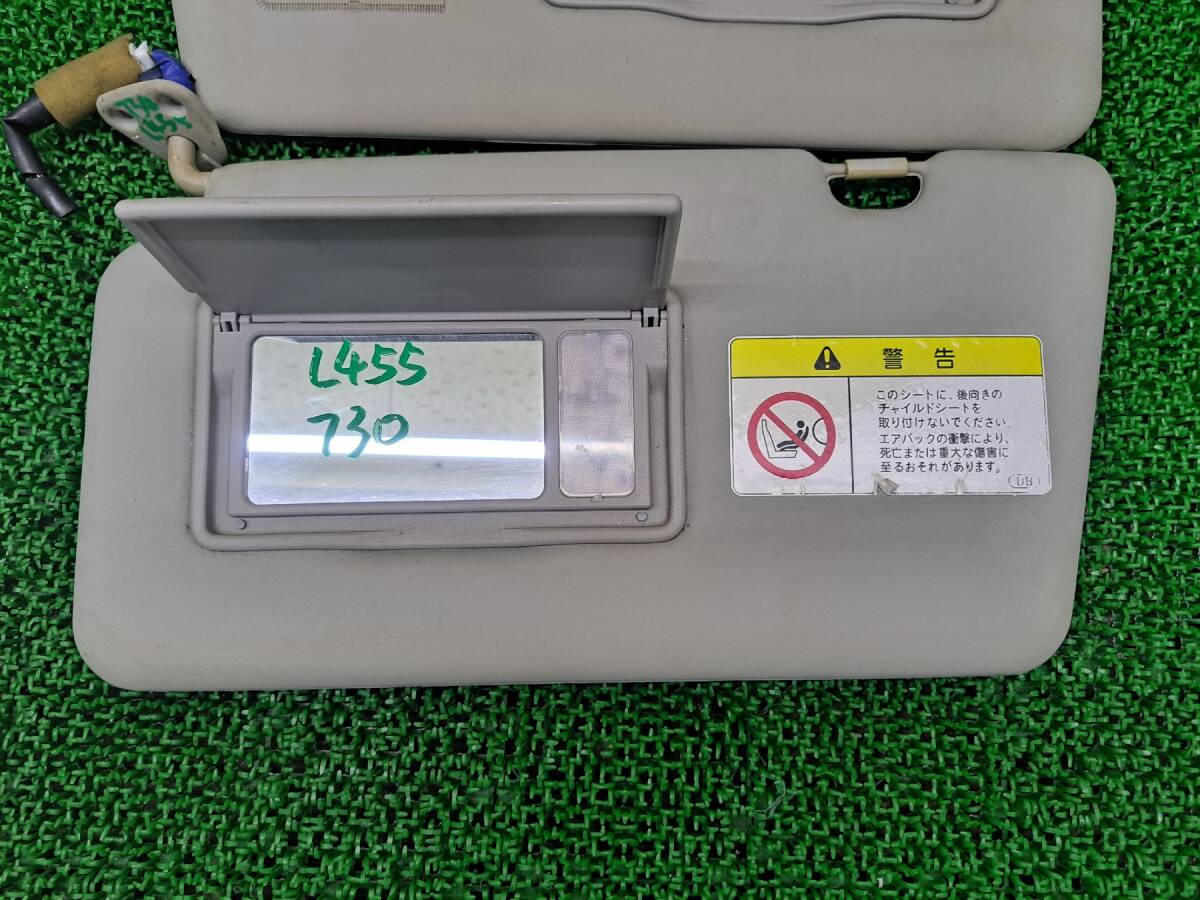 730
L455
L455
730
警告
このシートに、後向きの
チャイルドシートを
取り付けないでください。
エアバックの衝撃により、
死亡または重大な傷害に
至るおそれがあります。
DB